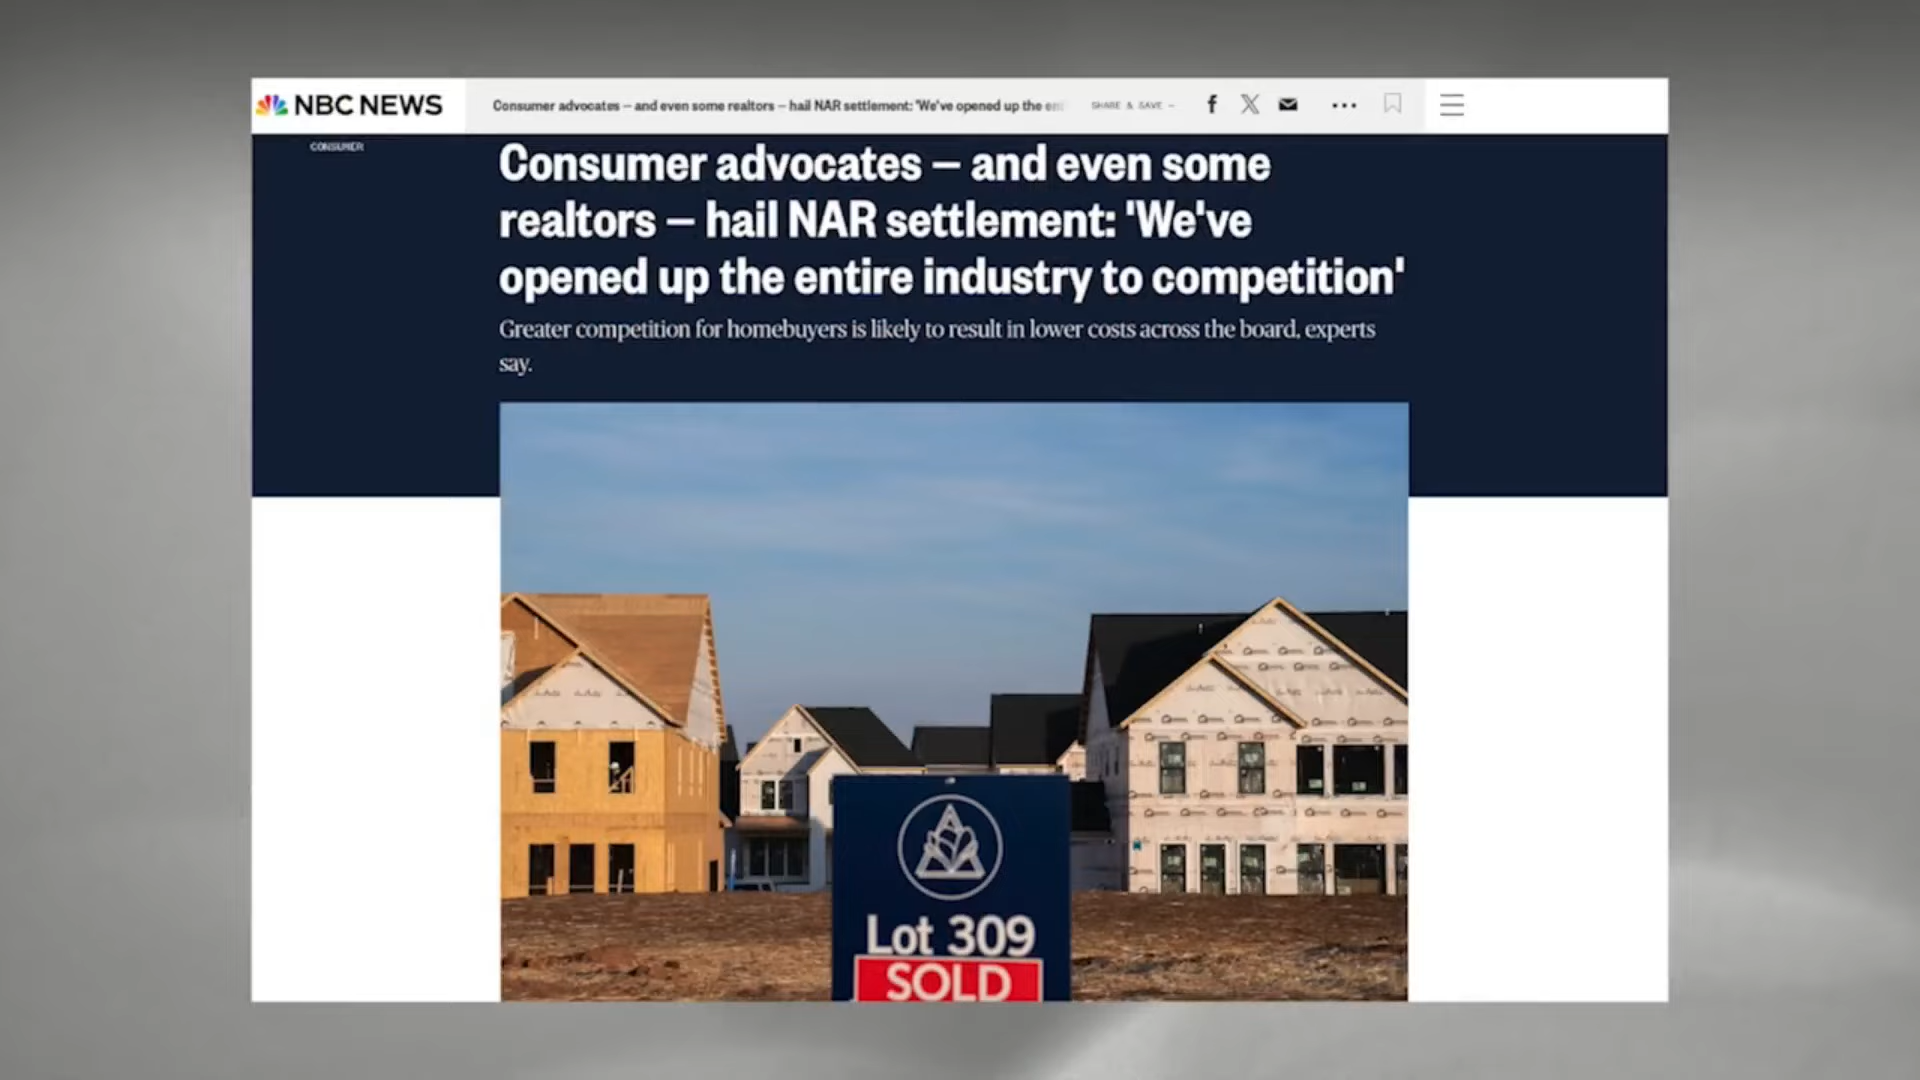 NBC NEWS
Consumer advocates – and even some realtors – hail NAR settlement: 'We've opened up the en
SHARE & SAVE –
CONSUMER
Consumer advocates – and even some
realtors – hail NAR settlement: 'We've
opened up the entire industry to competition'
Greater competition for homebuyers is likely to result in lower costs across the board, experts
say.
Lot 309
SOLD